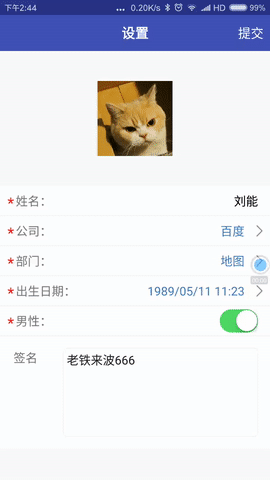 下午2:44 ... 0.20K/s HD 99%
设置 提交
*姓名: 刘能
*公司: 百度
*部门: 地图
*出生日期: 1989/05/11 11:23
*男性:
签名 老铁来波666